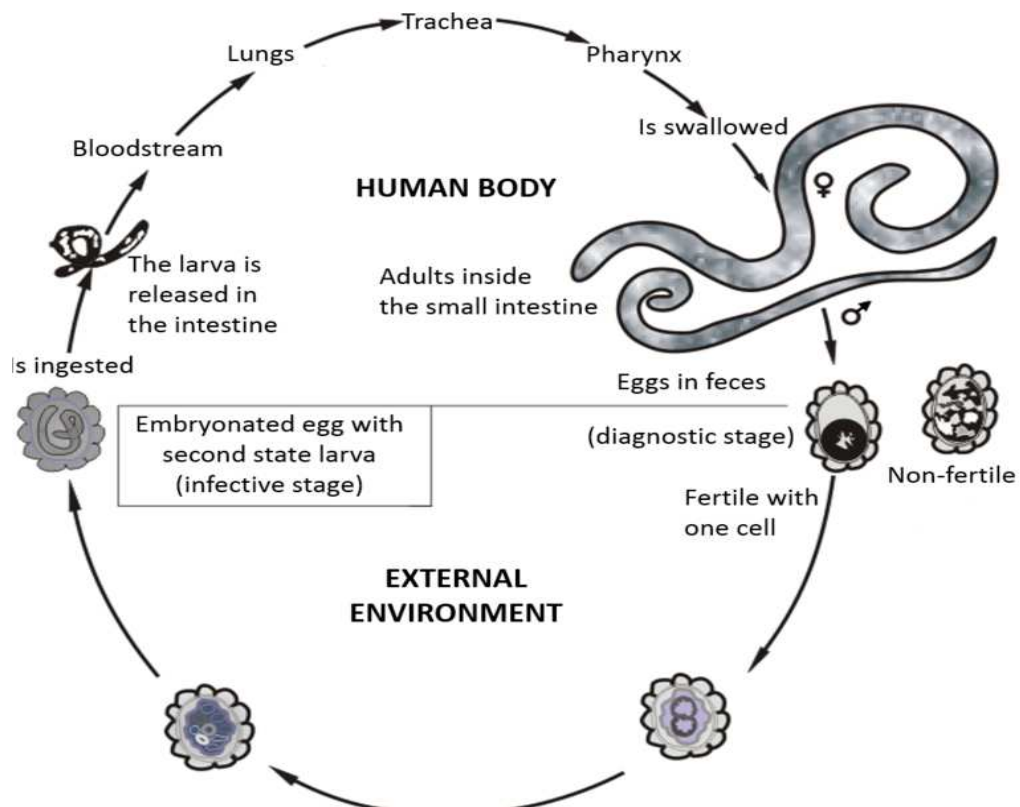 Trachea
Lungs
Pharynx
Is swallowed
Bloodstream
HUMAN BODY
♀
The larva is
released in
the intestine
Adults inside
the small intestine
♂
Is ingested
Eggs in feces
(diagnostic stage)
Embryonated egg with
second state larva
(infective stage)
Non-fertile
Fertile with
one cell
EXTERNAL
ENVIRONMENT